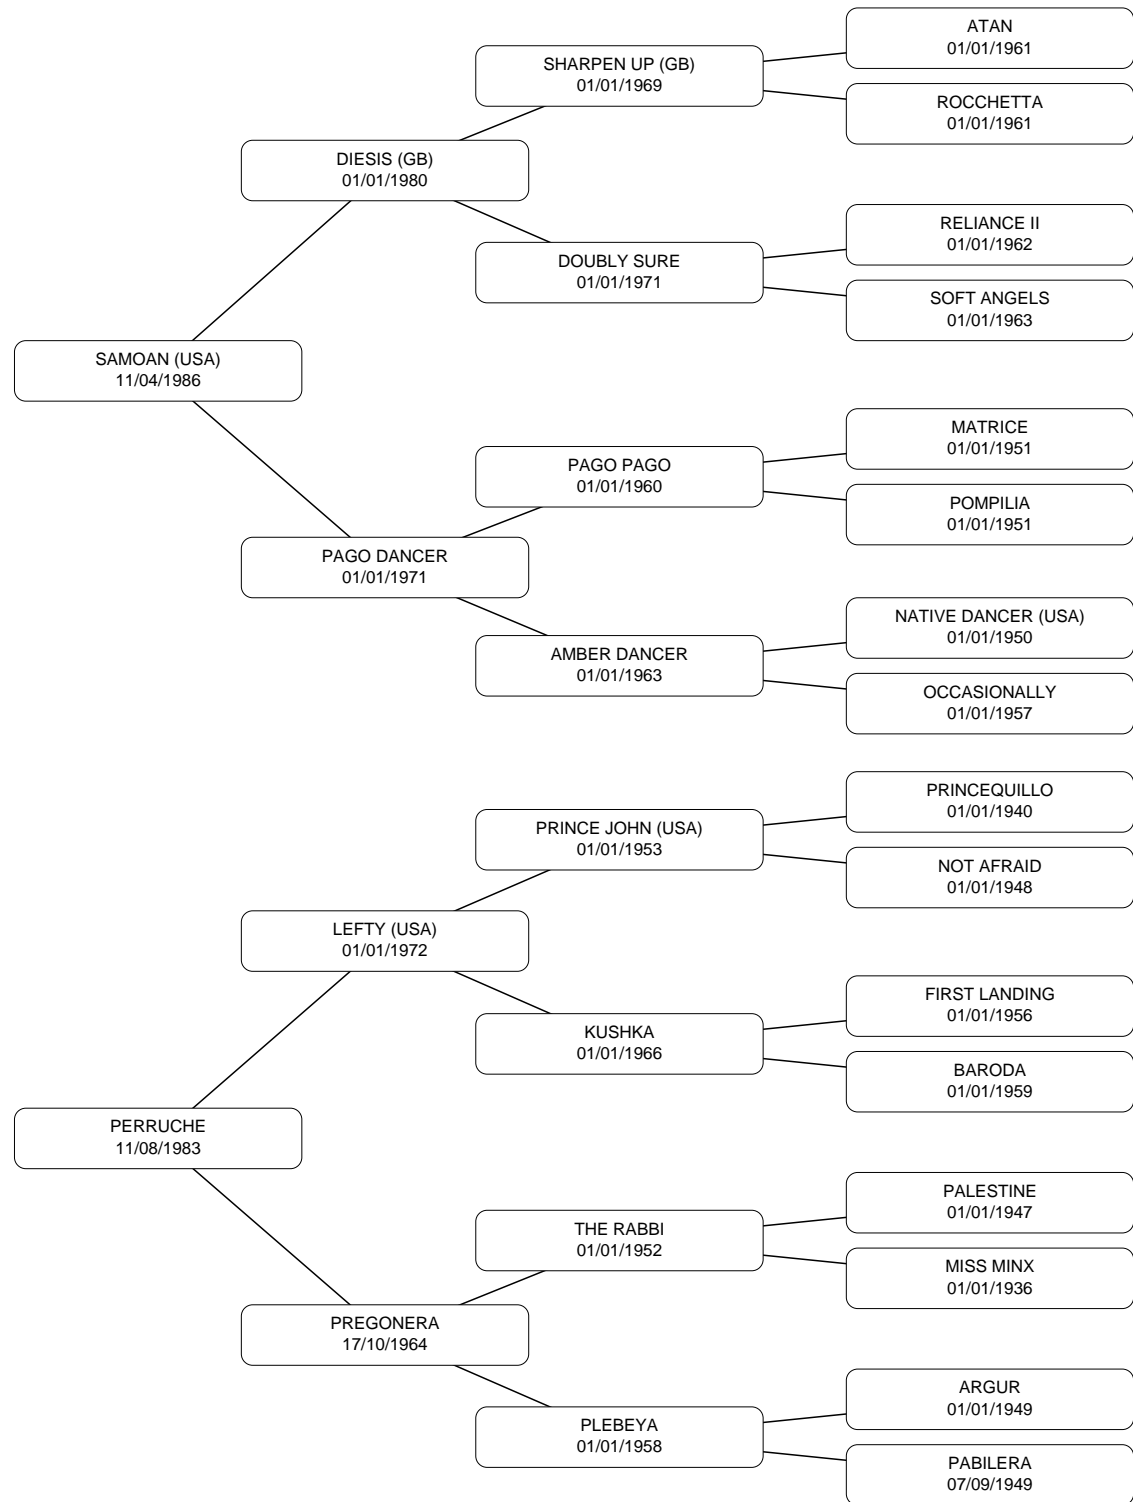 ATAN
01/01/1961
SHARPEN UP (GB)
01/01/1969
ROCCHETTA
01/01/1961
DIESIS (GB)
01/01/1980
RELIANCE II
01/01/1962
DOUBLY SURE
01/01/1971
SOFT ANGELS
01/01/1963
SAMOAN (USA)
11/04/1986
MATRICE
01/01/1951
PAGO PAGO
01/01/1960
POMPILIA
01/01/1951
PAGO DANCER
01/01/1971
NATIVE DANCER (USA)
01/01/1950
AMBER DANCER
01/01/1963
OCCASIONALLY
01/01/1957
PRINCEQUILLO
01/01/1940
PRINCE JOHN (USA)
01/01/1953
NOT AFRAID
01/01/1948
LEFTY (USA)
01/01/1972
FIRST LANDING
01/01/1956
KUSHKA
01/01/1966
BARODA
01/01/1959
PERRUCHE
11/08/1983
PALESTINE
01/01/1947
THE RABBI
01/01/1952
MISS MINX
01/01/1936
PREGONERA
17/10/1964
ARGUR
01/01/1949
PLEBEYA
01/01/1958
PABILERA
07/09/1949